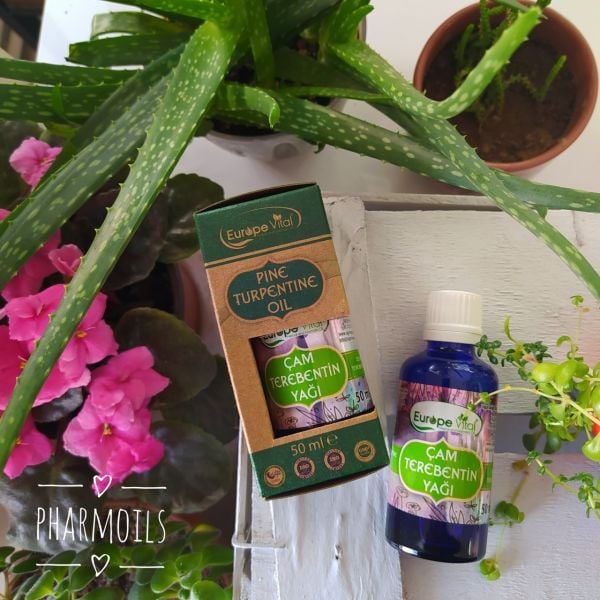 Europe Vital
PINE
TURPENTINE
OIL
Europe Vital
ÇAM
TEREBENTİN
YAĞI
50 ml e
Europe Vital
ÇAM
TEREBENTİN
YAĞI
PHARMOILS